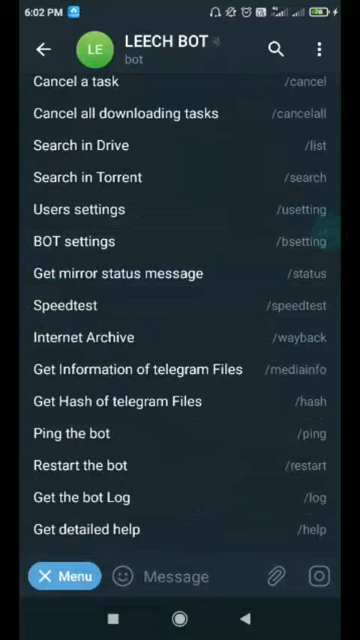 6:02 PM
LE
LEECH BOT
bot
Cancel a task /cancel
Cancel all downloading tasks /cancelall
Search in Drive /list
Search in Torrent /search
Users settings /usetting
BOT settings /bsetting
Get mirror status message /status
Speedtest /speedtest
Internet Archive /wayback
Get Information of telegram Files /mediainfo
Get Hash of telegram Files /hash
Ping the bot /ping
Restart the bot /restart
Get the bot Log /log
Get detailed help /help
Menu Message